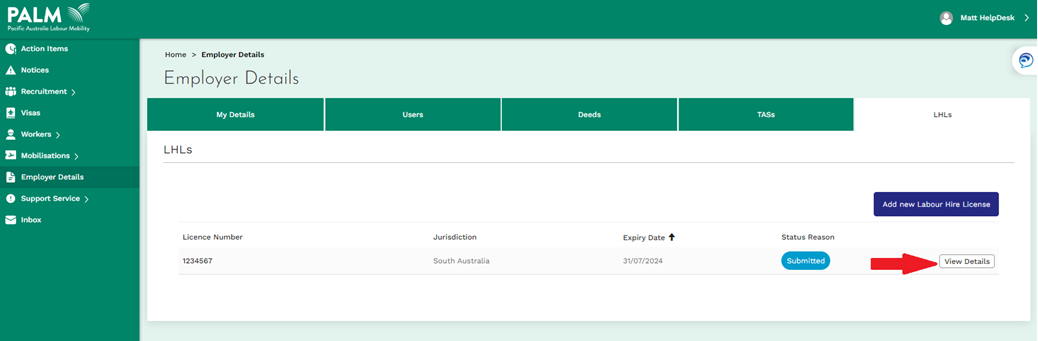 PALM
Pacific Australia Labour Mobility
Matt HelpDesk
Action Items
Notices
Recruitment
Visas
Workers
Mobilisations
Employer Details
Support Service
Inbox
Home > Employer Details
Employer Details
My Details Users Deeds TASs LHLs
LHLs
Add new Labour Hire License
Licence Number Jurisdiction Expiry Date Status Reason
1234567 South Australia 31/07/2024 Submitted View Details